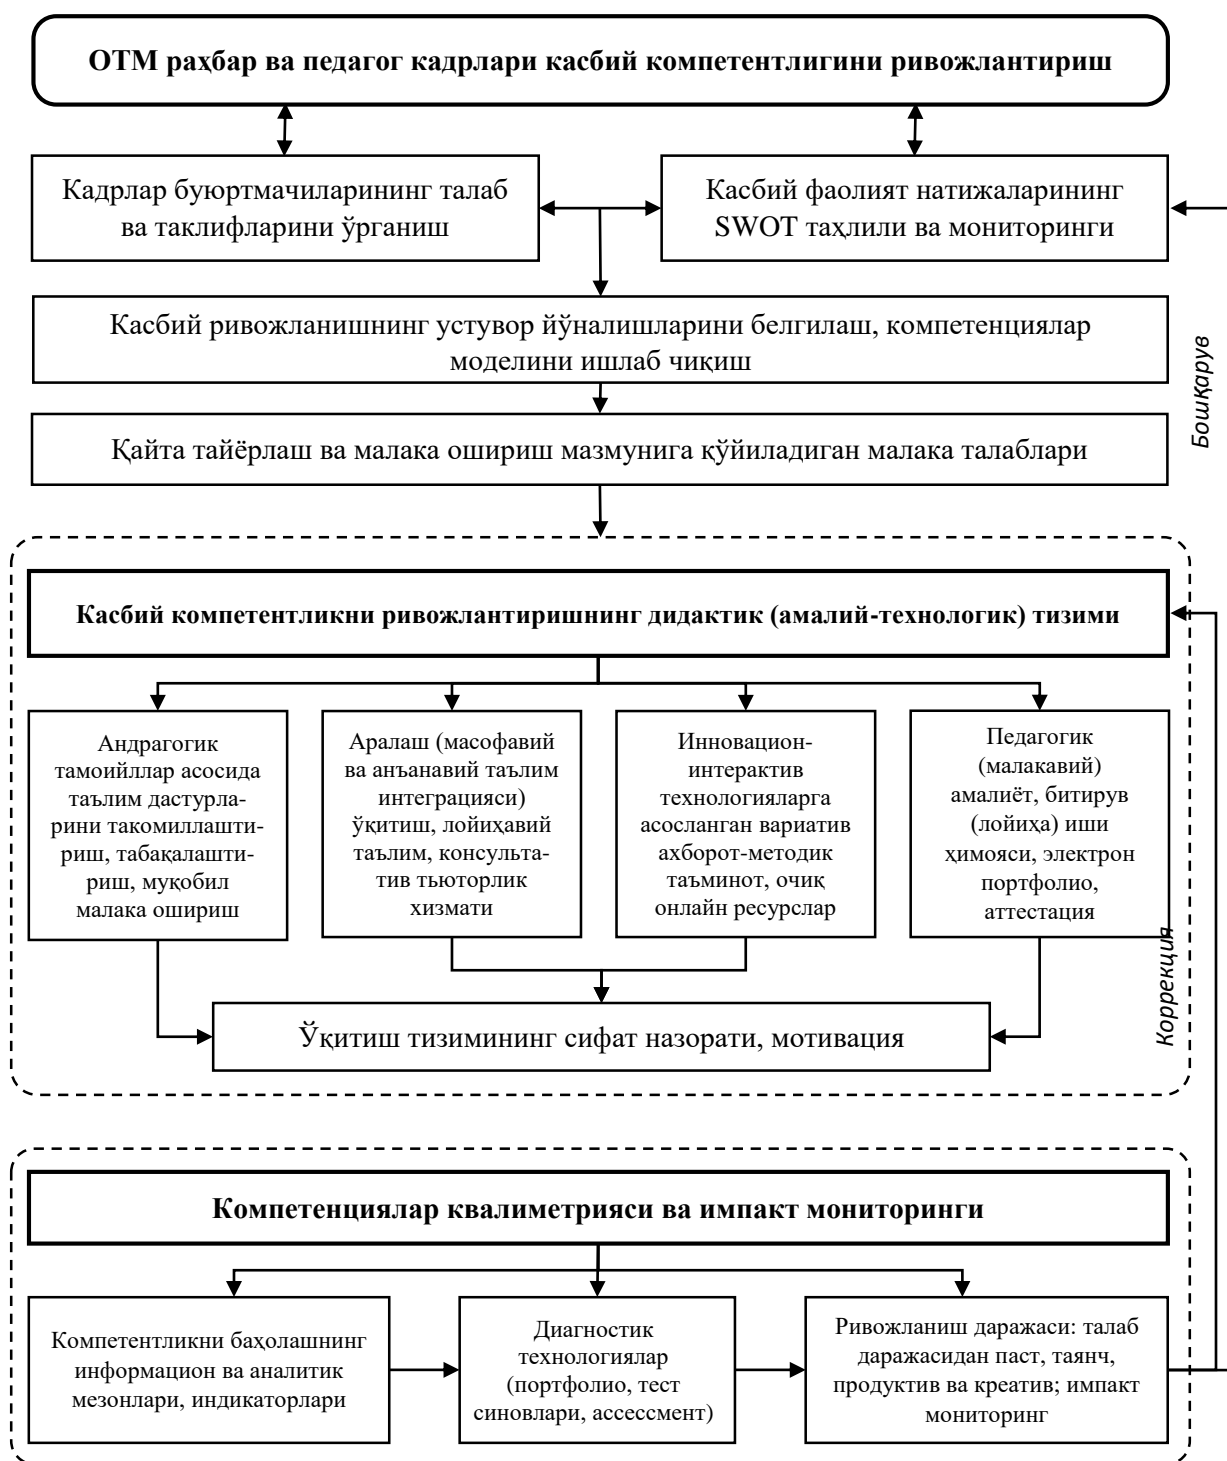 ОТМ раҳбар ва педагог кадрлари касбий компетентлигини ривожлантириш
Кадрлар буюртмачиларининг талаб
ва таклифларини ўрганиш
Касбий фаолият натижаларининг
SWOT таҳлили ва мониторинги
Касбий ривожланишнинг устувор йўналишларини белгилаш, компетенциялар
моделини ишлаб чиқиш
Бошқарув
Қайта тайёрлаш ва малака ошириш мазмунига қўйиладиган малака талаблари
Касбий компетентликни ривожлантиришнинг дидактик (амалий-технологик) тизими
Андрагогик
тамоийллар асосида
таълим дастурла-
рини такомиллашти-
риш, табақалашти-
риш, муқобил
малака ошириш
Аралаш (масофавий
ва анъанавий таълим
интеграцияси)
ўқитиш, лойиҳавий
таълим, консульта-
тив тьюторлик
хизмати
Инновацион-
интерактив
технологияларга
асосланган вариатив
ахборот-методик
таъминот, очиқ
онлайн ресурслар
Педагогик
(малакавий)
амалиёт, битирув
(лойиҳа) иши
ҳимояси, электрон
портфолио,
аттестация
Коррекция
Ўқитиш тизимининг сифат назорати, мотивация
Компетенциялар квалиметрияси ва импакт мониторинги
Компетентликни баҳолашнинг
информацион ва аналитик
мезонлари, индикаторлари
Диагностик
технологиялар
(портфолио, тест
синовлари, ассессмент)
Ривожланиш даражаси: талаб
даражасидан паст, таянч,
продуктив ва креатив; импакт
мониторинг